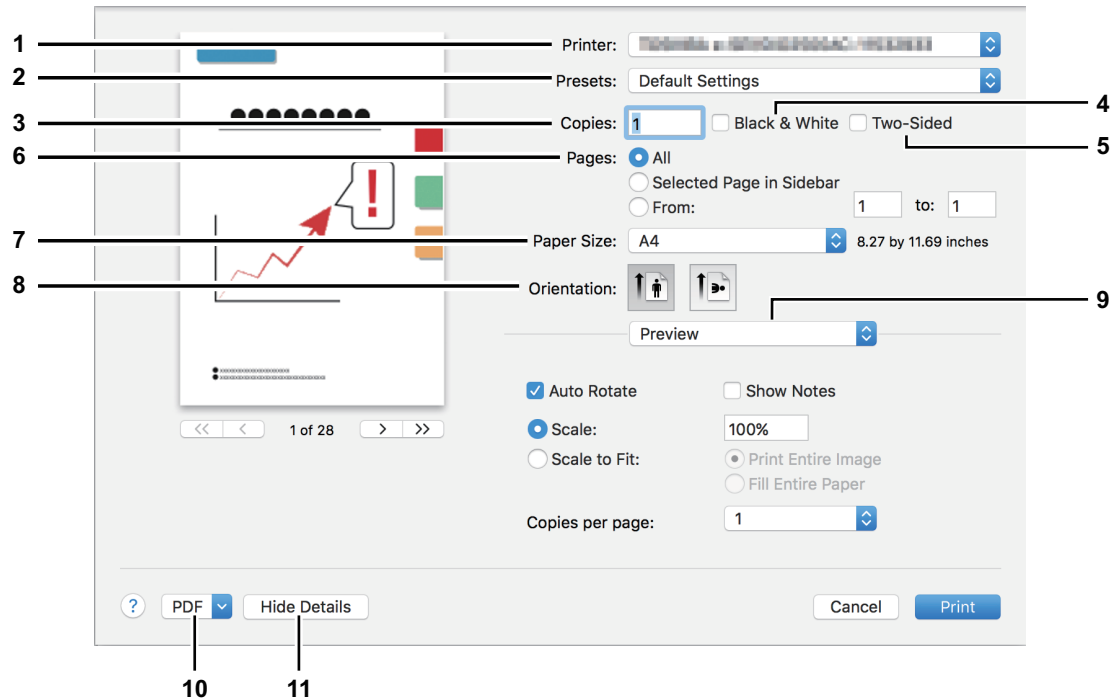 1
Printer:
2
Presets: Default Settings
4
3
Copies: 1 Black & White Two-Sided
5
6
Pages: All
Selected Page in Sidebar
From: 1 to: 1
7
Paper Size: A4 8.27 by 11.69 inches
8
Orientation:
9
Preview
!
Auto Rotate Show Notes
1 of 28
Scale: 100%
Scale to Fit: Print Entire Image
Fill Entire Paper
Copies per page: 1
? PDF Hide Details Cancel Print
10 11